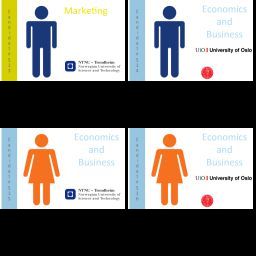 Marketing
NTNU – Trondheim
Norwegian University of
Science and Technology
Economics
and
Business
UiO
University of Oslo
Economics
and
Business
NTNU – Trondheim
Norwegian University of
Science and Technology
Economics
and
Business
UiO
University of Oslo